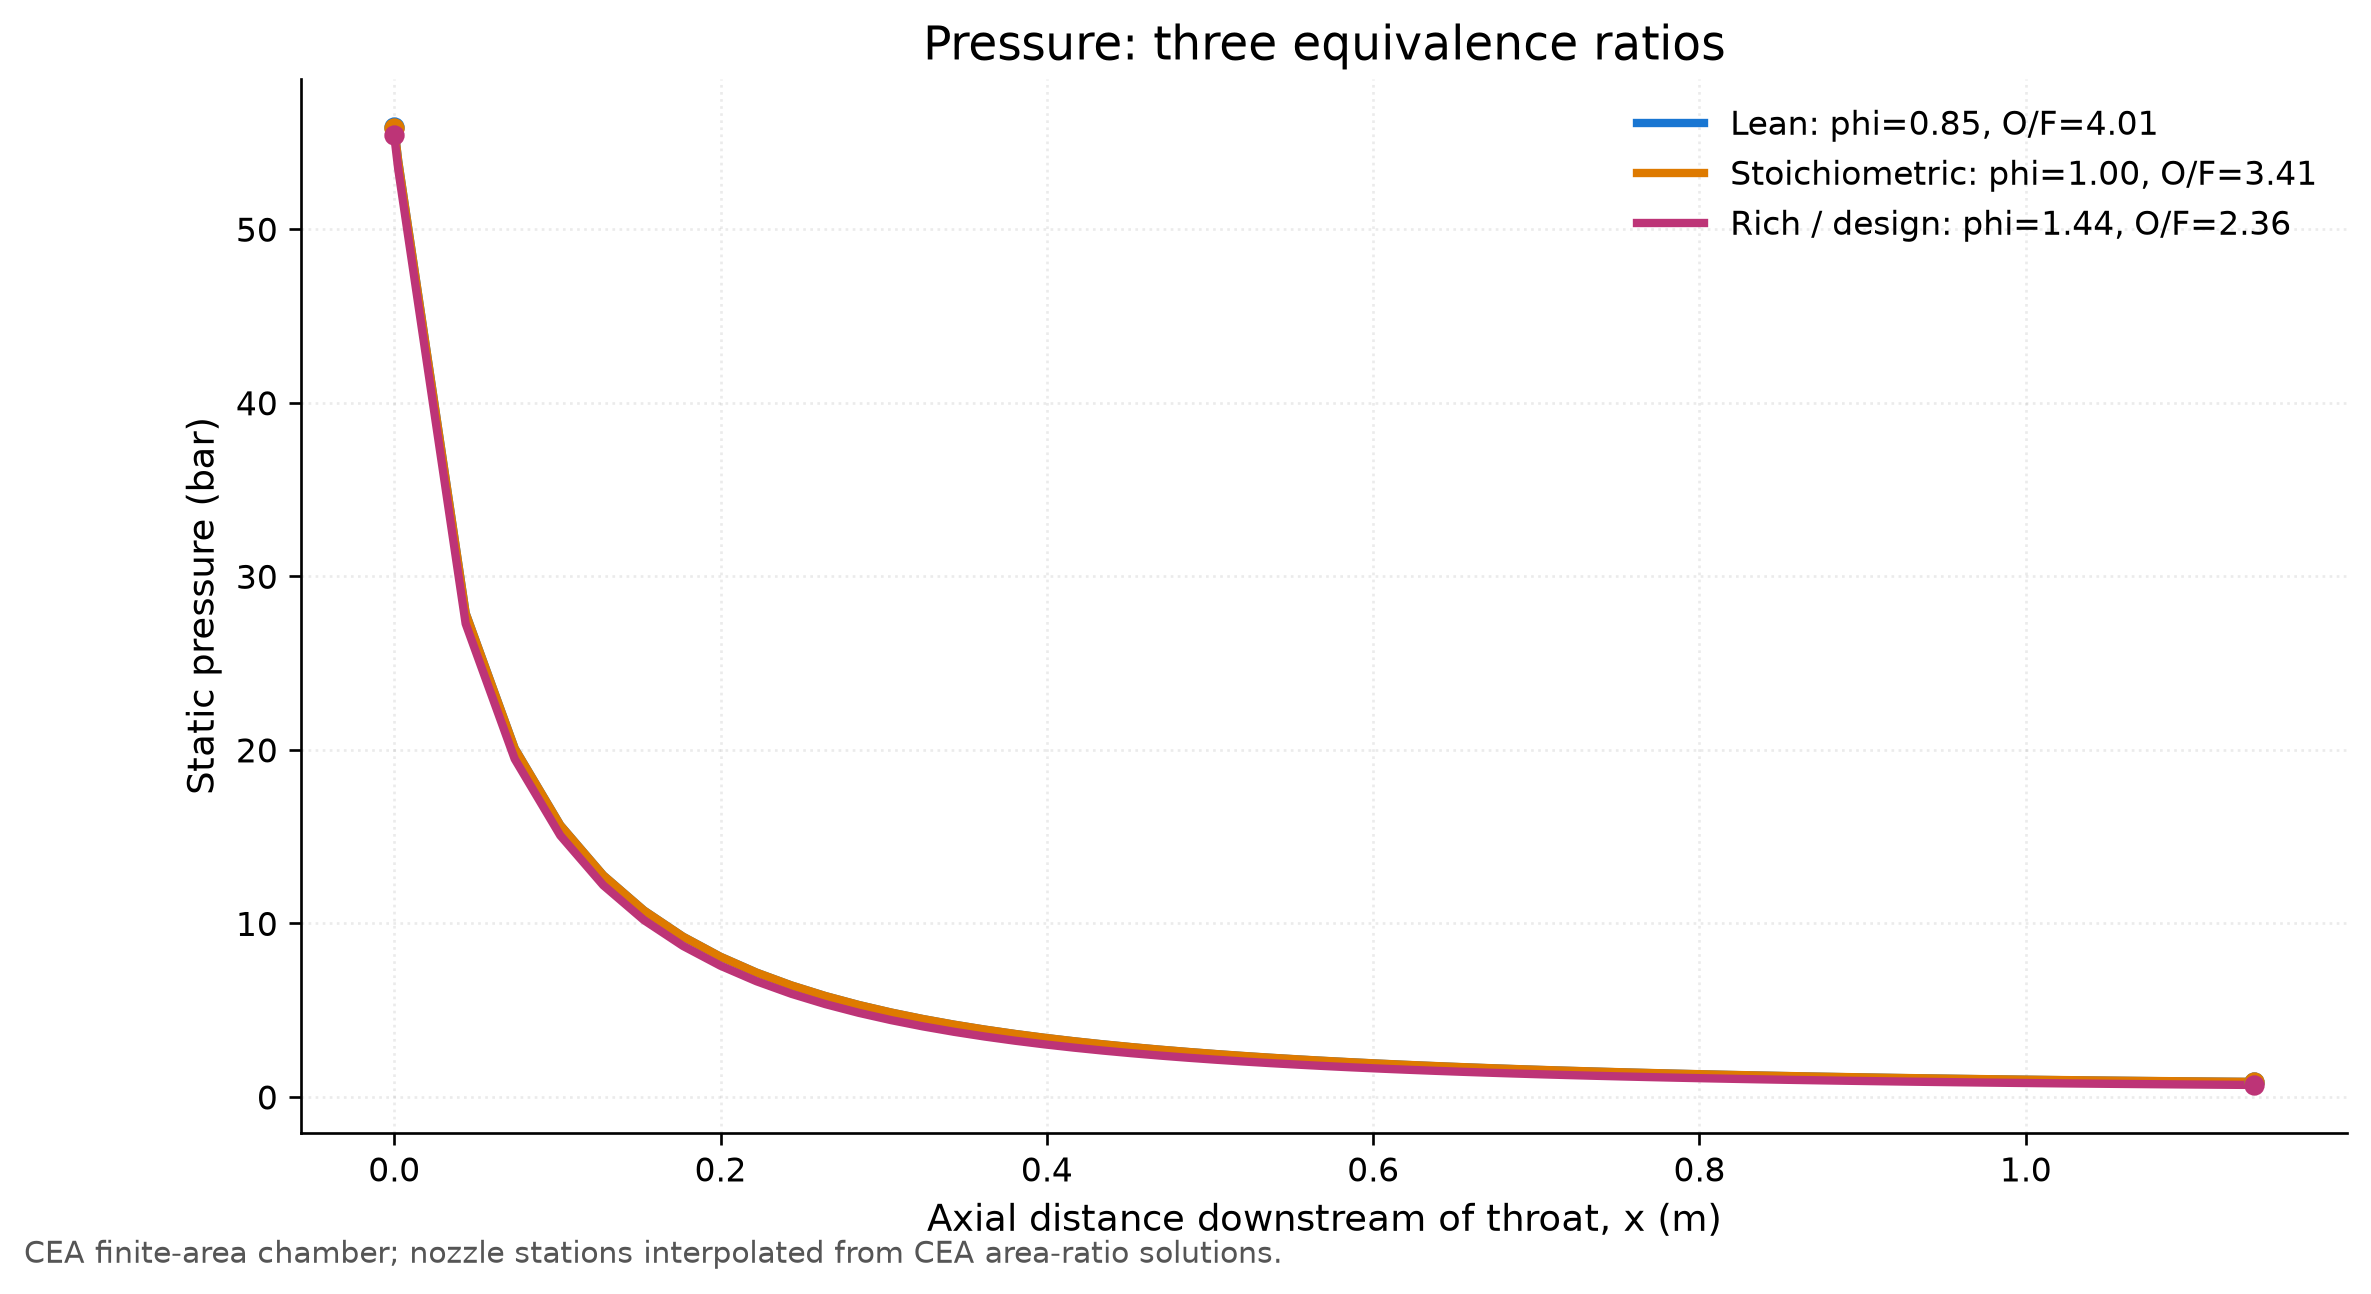 Pressure: three equivalence ratios
Lean: phi=0.85, O/F=4.01
Stoichiometric: phi=1.00, O/F=3.41
Rich / design: phi=1.44, O/F=2.36
Static pressure (bar)
50
40
30
20
10
0
0.0 0.2 0.4 0.6 0.8 1.0
Axial distance downstream of throat, x (m)
CEA finite-area chamber; nozzle stations interpolated from CEA area-ratio solutions.